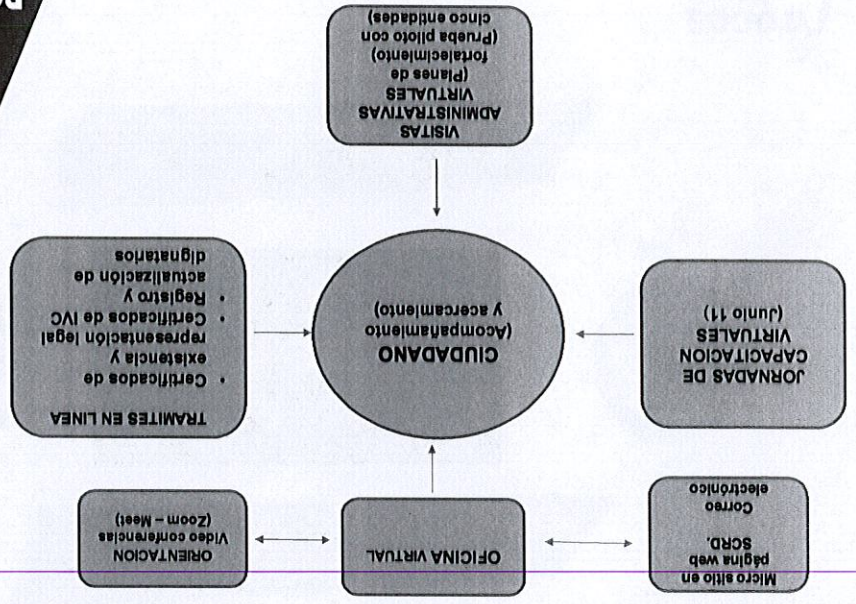 Micro sitio en
página web
SCRD.
Correo
electrónico
OFICINA VIRTUAL
ORIENTACION
Video conferencias
(Zoom – Meet)
JORNADAS DE
CAPACITACION
VIRTUALES
(Junio 11)
CIUDADANO
(Acompañamiento
y acercamiento)
TRAMITES EN LINEA
• Certificados de
existencia y
representación legal
• Certificados de IVC
• Registro y
actualización de
dignatarios
VISITAS
ADMINISTRATIVAS
VIRTUALES
(Planes de
fortalecimiento)
(Prueba piloto con
cinco entidades)